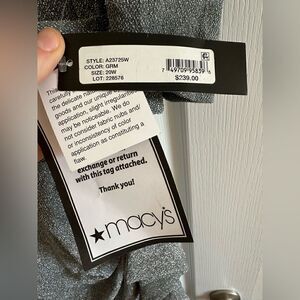 STYLE: A23725W
COLOR: GRM
SIZE: 20W
LOT: 228576
$239.00
carefully
the delicate
goods and our unique
application, slight irregularities
may be noticeable. We do
not consider fabric nubs and/
or inconsistency of color
application as constituting a
flaw.
exchange or return
with this tag attached.
Thank you!
★macy's